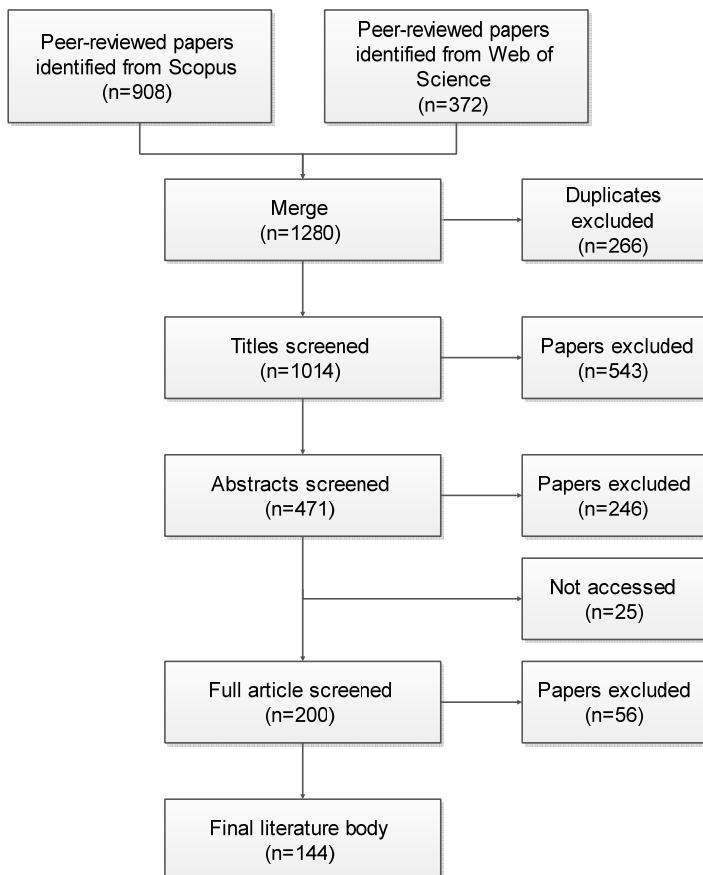 Peer-reviewed papers
identified from Scopus
(n=908)
Peer-reviewed papers
identified from Web of
Science
(n=372)
Merge
(n=1280)
Duplicates
excluded
(n=266)
Titles screened
(n=1014)
Papers excluded
(n=543)
Abstracts screened
(n=471)
Papers excluded
(n=246)
Not accessed
(n=25)
Full article screened
(n=200)
Papers excluded
(n=56)
Final literature body
(n=144)